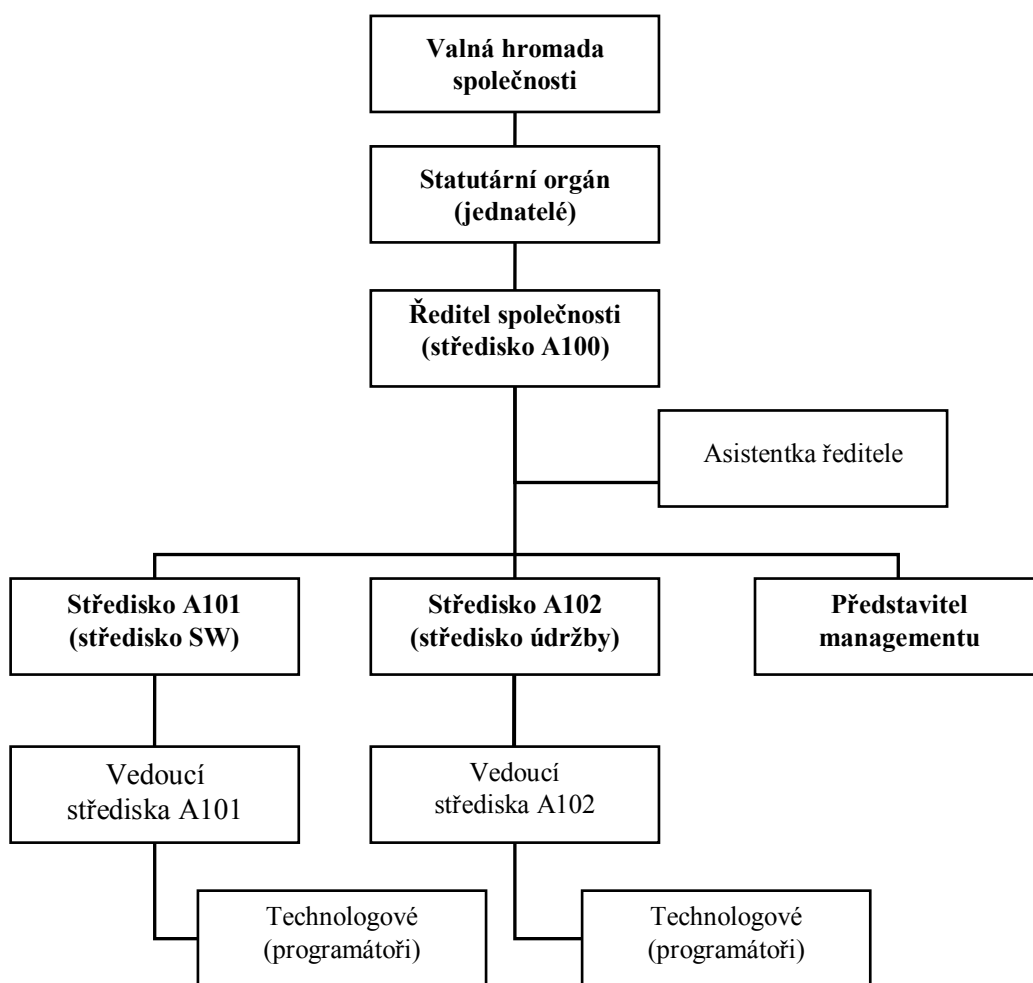 Valná hromada
společnosti
Statutární orgán
(jednatelé)
Ředitel společnosti
(středisko A100)
Asistentka ředitele
Středisko A101
(středisko SW)
Středisko A102
(středisko údržby)
Představitel
managementu
Vedoucí
střediska A101
Vedoucí
střediska A102
Technologové
(programátoři)
Technologové
(programátoři)